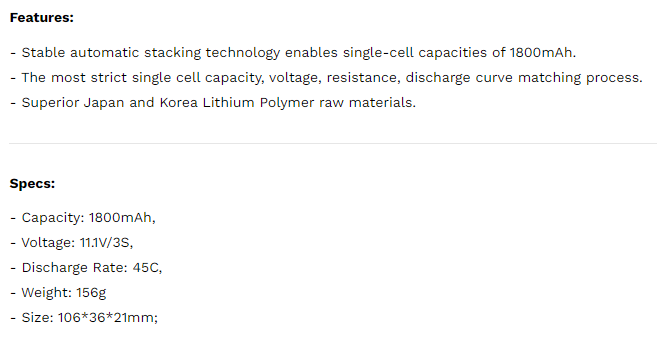 Features:
- Stable automatic stacking technology enables single-cell capacities of 1800mAh.
- The most strict single cell capacity, voltage, resistance, discharge curve matching process.
- Superior Japan and Korea Lithium Polymer raw materials.
Specs:
- Capacity: 1800mAh,
- Voltage: 11.1V/3S,
- Discharge Rate: 45C,
- Weight: 156g
- Size: 106*36*21mm;